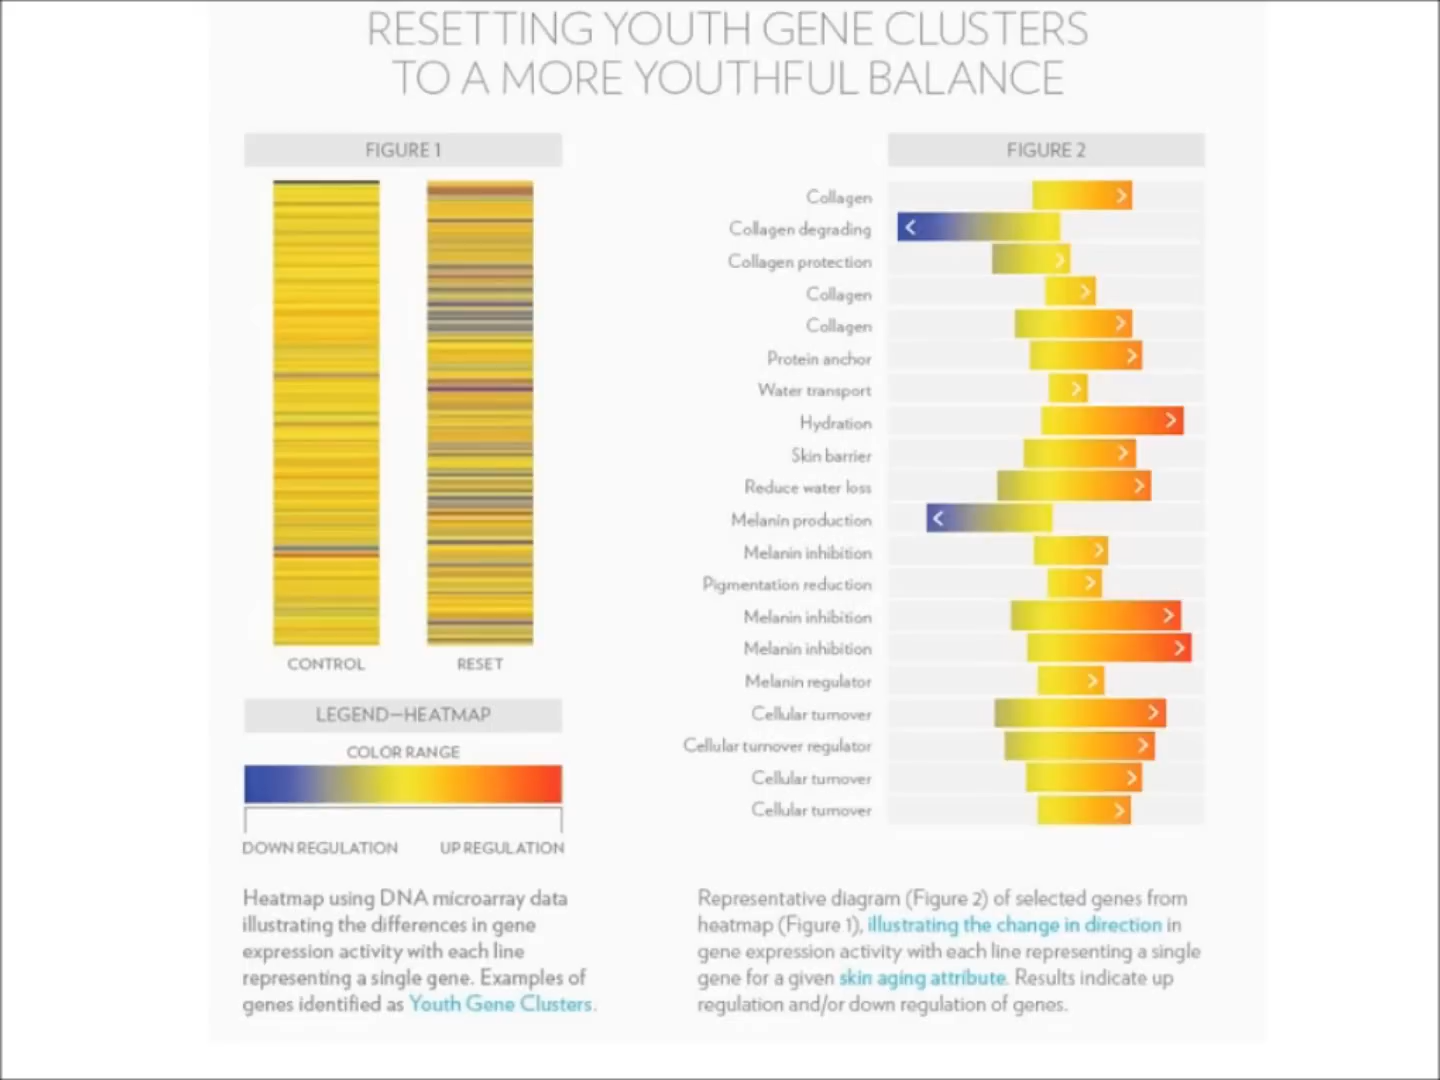 RESETTING YOUTH GENE CLUSTERS
TO A MORE YOUTHFUL BALANCE
FIGURE 1
CONTROL
RESET
LEGEND—HEATMAP
COLOR RANGE
DOWN REGULATION
UP REGULATION
Heatmap using DNA microarray data
illustrating the differences in gene
expression activity with each line
representing a single gene. Examples of
genes identified as Youth Gene Clusters.
FIGURE 2
Collagen
Collagen degrading
Collagen protection
Collagen
Collagen
Protein anchor
Water transport
Hydration
Skin barrier
Reduce water loss
Melanin production
Melanin inhibition
Pigmentation reduction
Melanin inhibition
Melanin inhibition
Melanin regulator
Cellular turnover
Cellular turnover regulator
Cellular turnover
Cellular turnover
Representative diagram (Figure 2) of selected genes from
heatmap (Figure 1), illustrating the change in direction in
gene expression activity with each line representing a single
gene for a given skin aging attribute. Results indicate up
regulation and/or down regulation of genes.